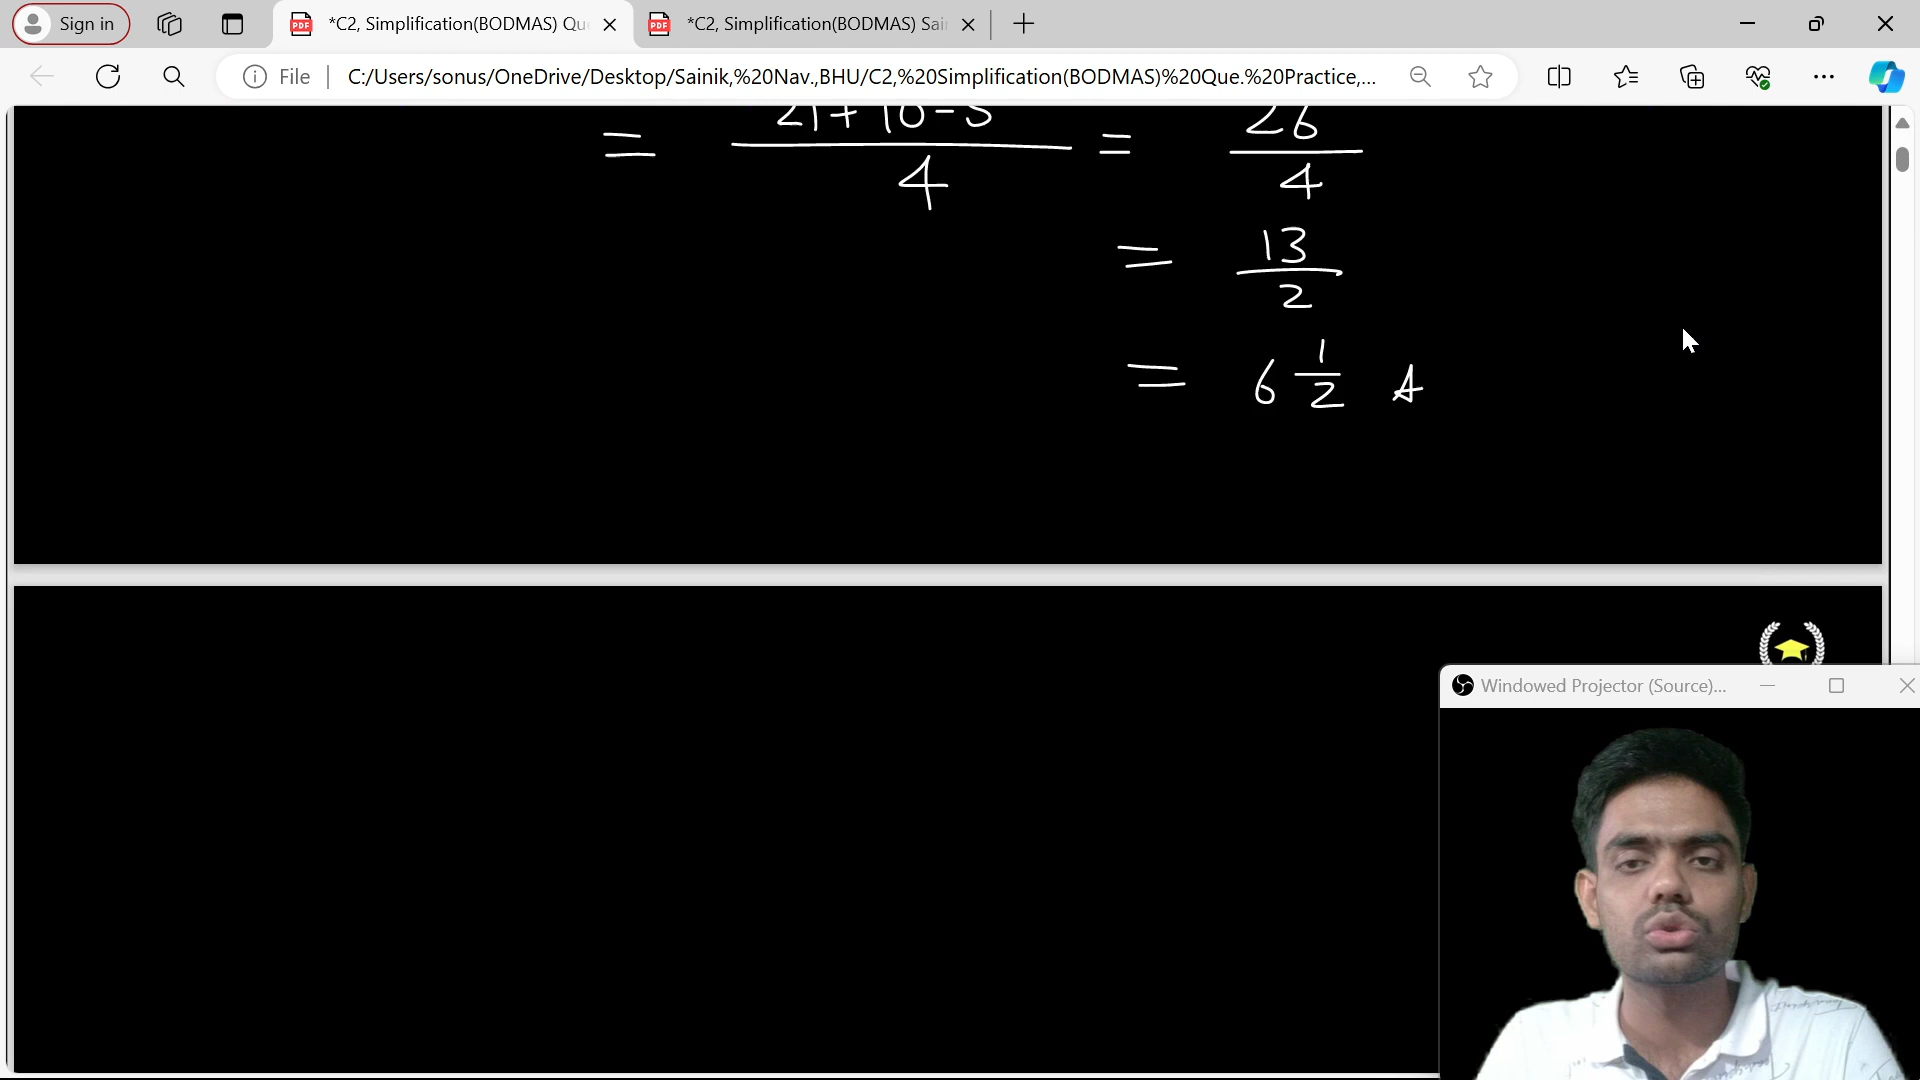 Sign in
*C2, Simplification(BODMAS) Qu
*C2, Simplification(BODMAS) Sai
File
C:/Users/sonus/OneDrive/Desktop/Sainik,%20Nav.,BHU/C2,%20Simplification(BODMAS)%20Que.%20Practice,...
= 21+10-5 / 4 = 26 / 4
= 13 / 2
= 6 1/2 A
Windowed Projector (Source)...